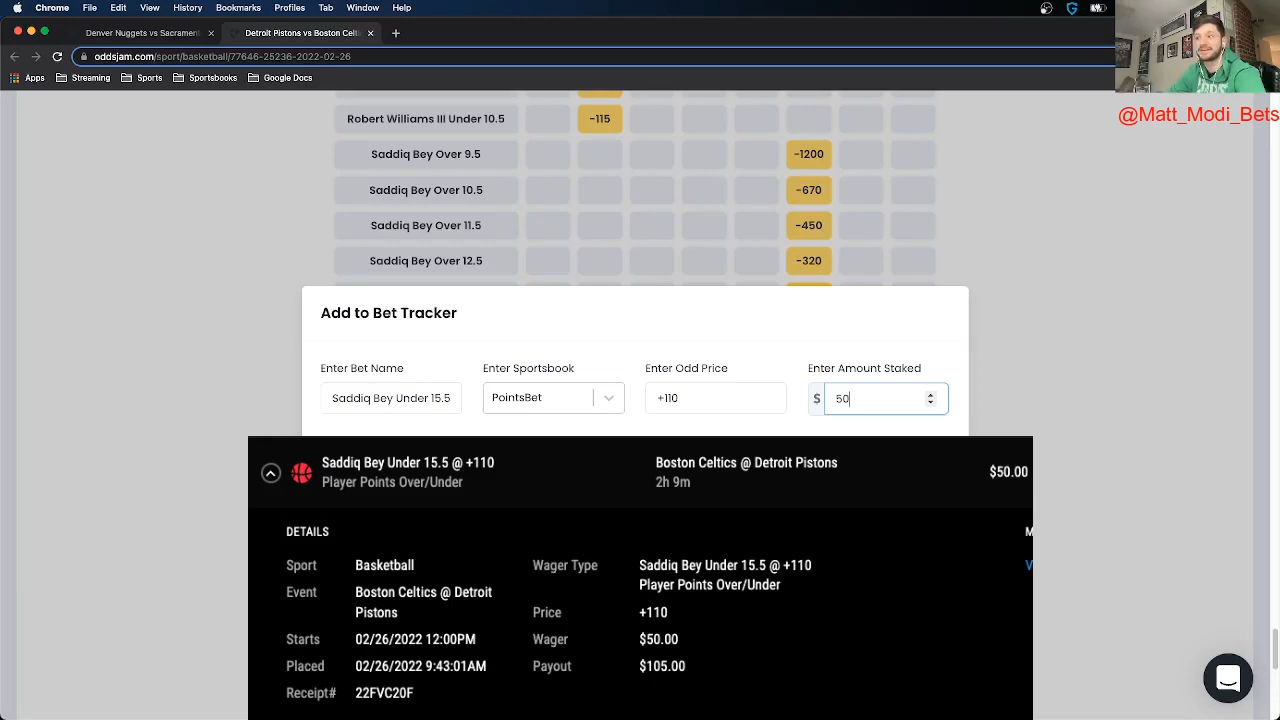 Chrome File Edit View History Bookmarks Profiles Tab Window Help
Denver Nuggets vs Sacrament
Detroit Pistons vs Boston Celti
oddsjam.com/sport/basketball/77646-25236-2022-02-26
Apps Streaming Sports Sportsbooks Google Docs
@Matt_Modi_Bets
Robert Williams III Under 10.5 -115
Saddiq Bey Over 9.5 -1200
Saddiq Bey Over 10.5 -670
Saddiq Bey Over 11.5 -450
Saddiq Bey Over 12.5 -320
Add to Bet Tracker
Enter Bet Name Enter Sportsbook Enter Odd Price Enter Amount Staked
Saddiq Bey Under 15.5 PointsBet +110 $ 50
Saddiq Bey Under 15.5 @ +110 Boston Celtics @ Detroit Pistons $50.00
Player Points Over/Under 2h 9m
DETAILS M
Sport Basketball Wager Type Saddiq Bey Under 15.5 @ +110
Player Points Over/Under
Event Boston Celtics @ Detroit
Pistons Price +110
Starts 02/26/2022 12:00PM Wager $50.00
Placed 02/26/2022 9:43:01AM Payout $105.00
Receipt# 22FVC20F